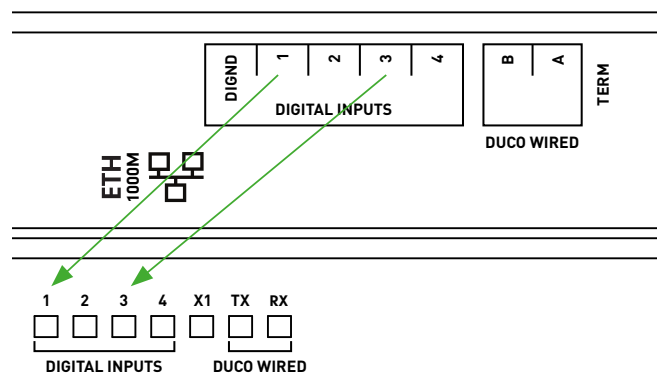 DIGND 1 2 3 4
DIGITAL INPUTS
B A
TERM
DUCO WIRED
ETH
1000M
1 2 3 4 X1 TX RX
DIGITAL INPUTS DUCO WIRED